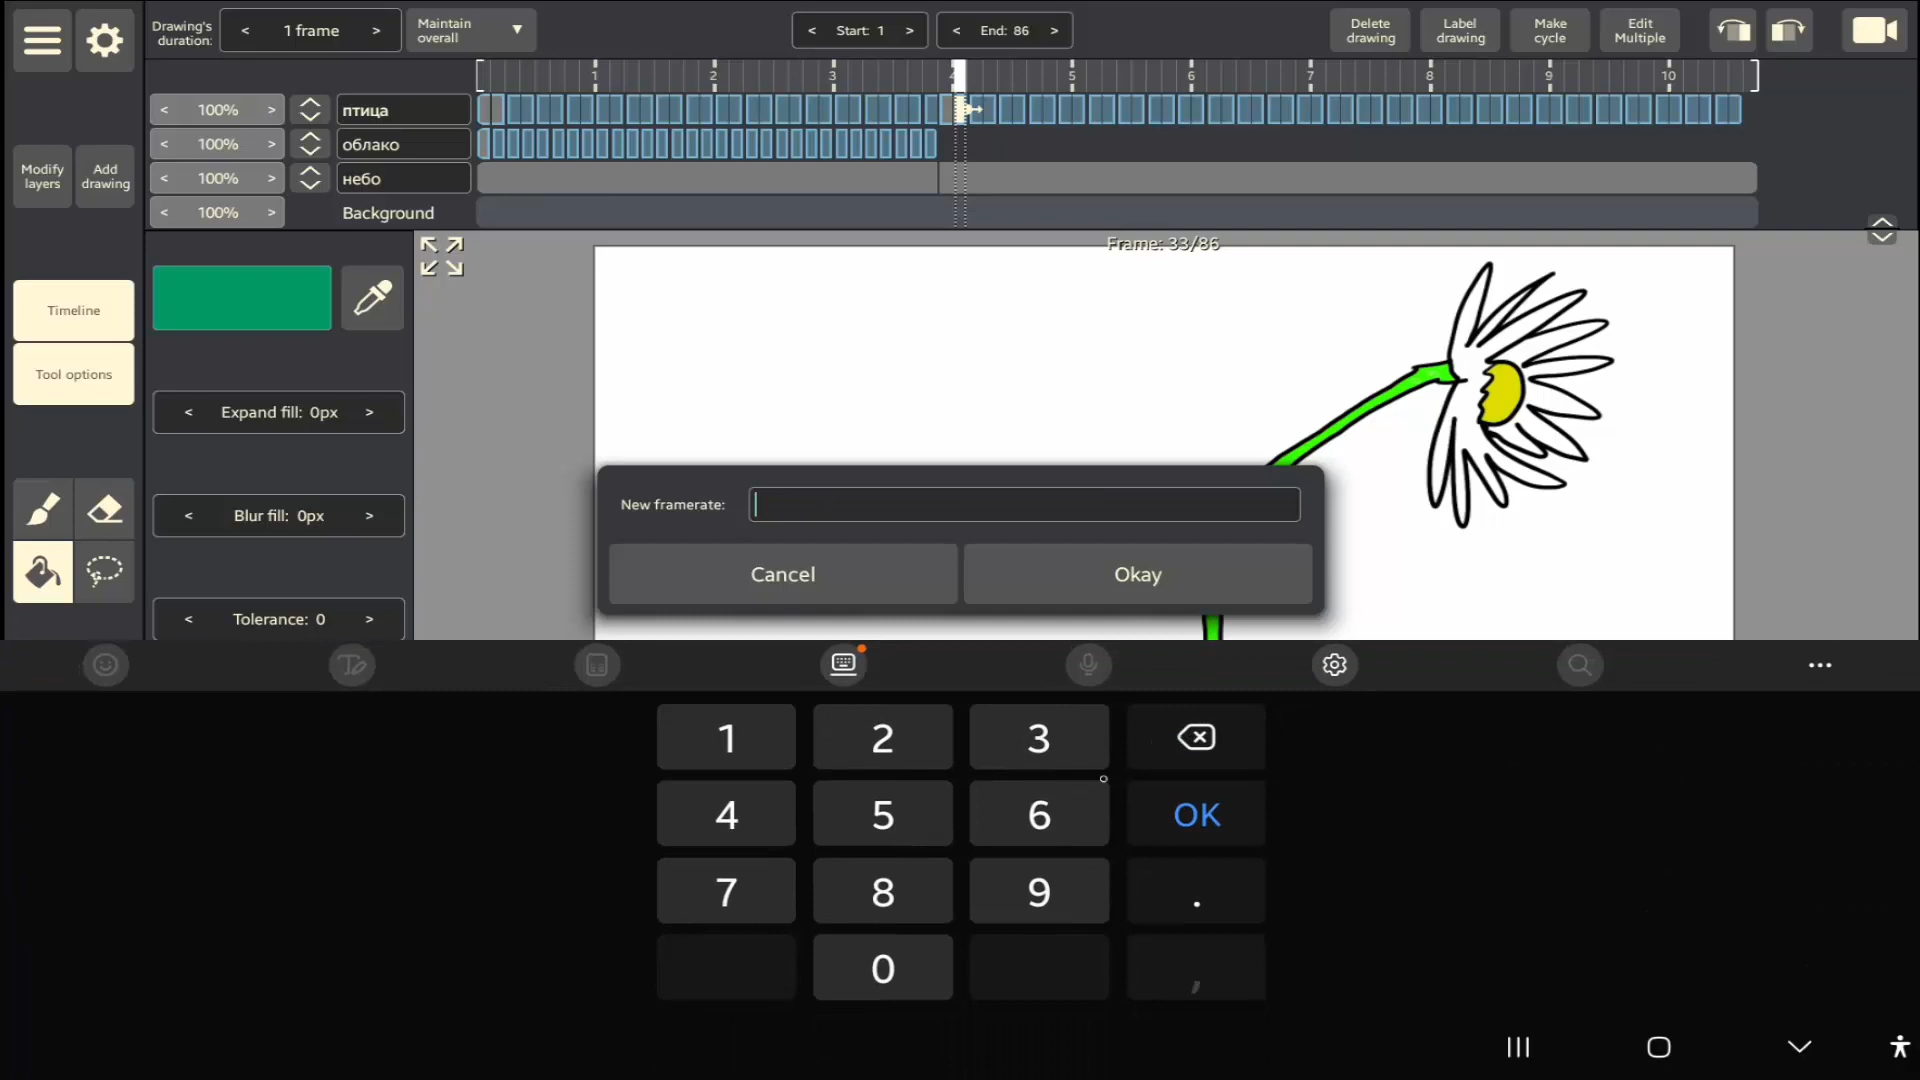 Drawing's
duration:
< 1 frame >
Maintain
overall
< Start: 1 >
< End: 86 >
Delete
drawing
Label
drawing
Make
cycle
Edit
Multiple
1 2 3 4 5 6 7 8 9 10
< 100% > птица
< 100% > облако
< 100% > небо
< 100% > Background
Modify
layers
Add
drawing
Frame: 33/86
Timeline
Tool options
< Expand fill: 0px >
< Blur fill: 0px >
< Tolerance: 0 >
New framerate:
Cancel
Okay
1 2 3
4 5 6 OK
7 8 9 .
0 ,